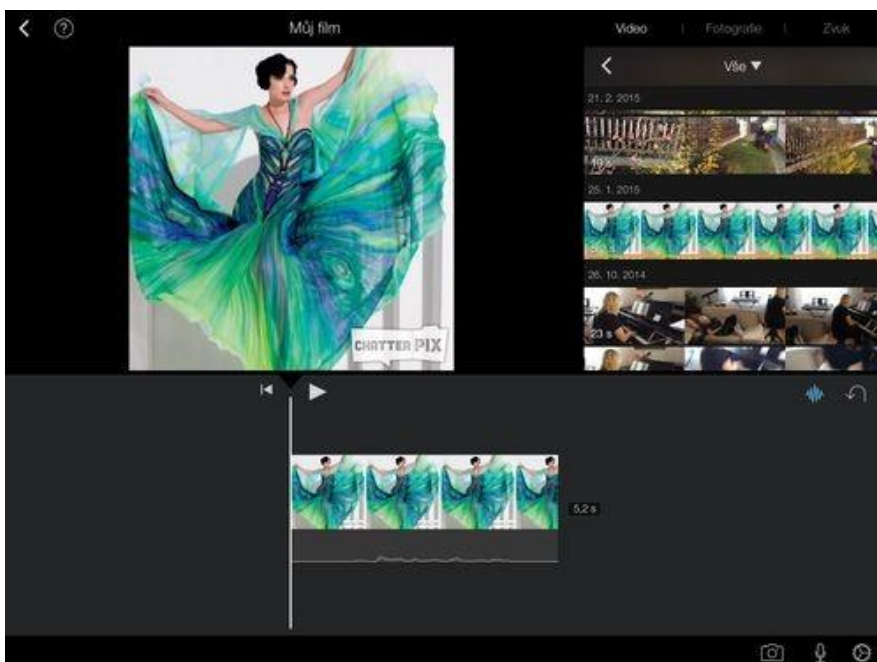 Můj film
Video
Fotografie
Zvuk
Vše
21. 2. 2015
19 s
25. 1. 2015
26. 10. 2014
23 s
CHATTER PIX
5,2 s